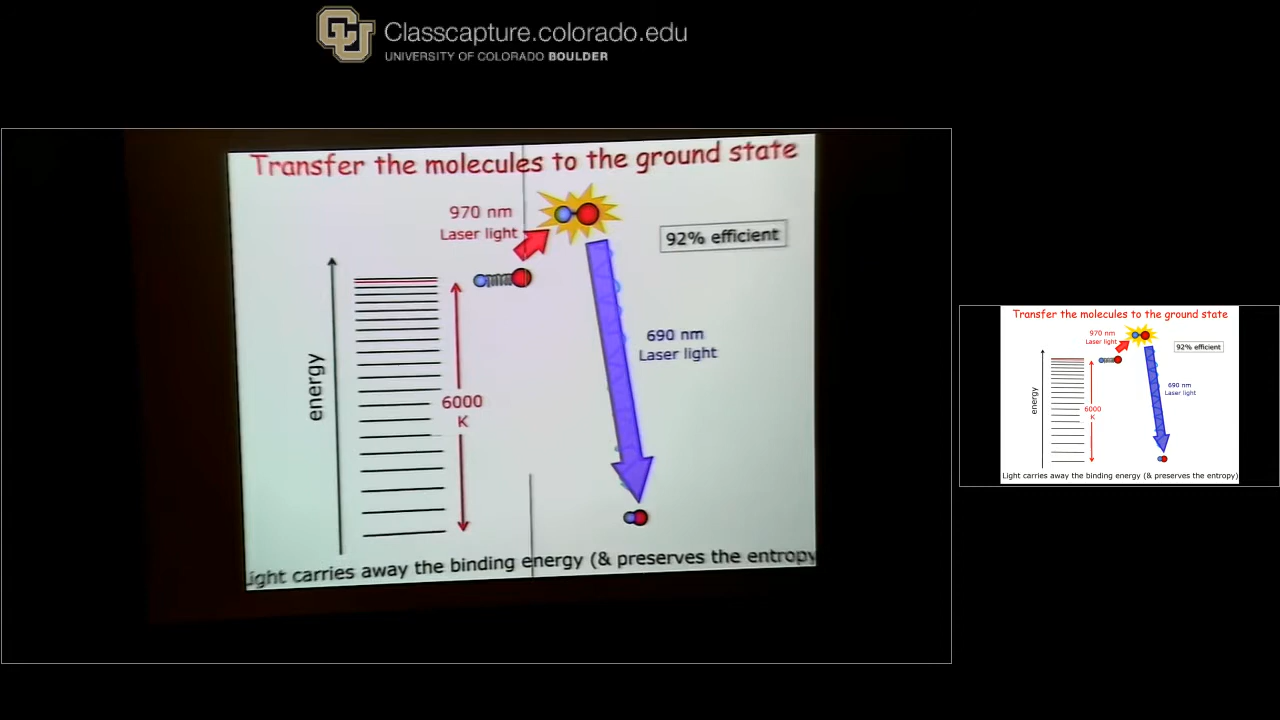 Classcapture.colorado.edu
UNIVERSITY OF COLORADO BOULDER
Transfer the molecules to the ground state
970 nm
Laser light
92% efficient
690 nm
Laser light
energy
6000
K
Light carries away the binding energy (& preserves the entropy
Transfer the molecules to the ground state
970 nm
Laser light
92% efficient
690 nm
Laser light
energy
6000
K
Light carries away the binding energy (& preserves the entropy)